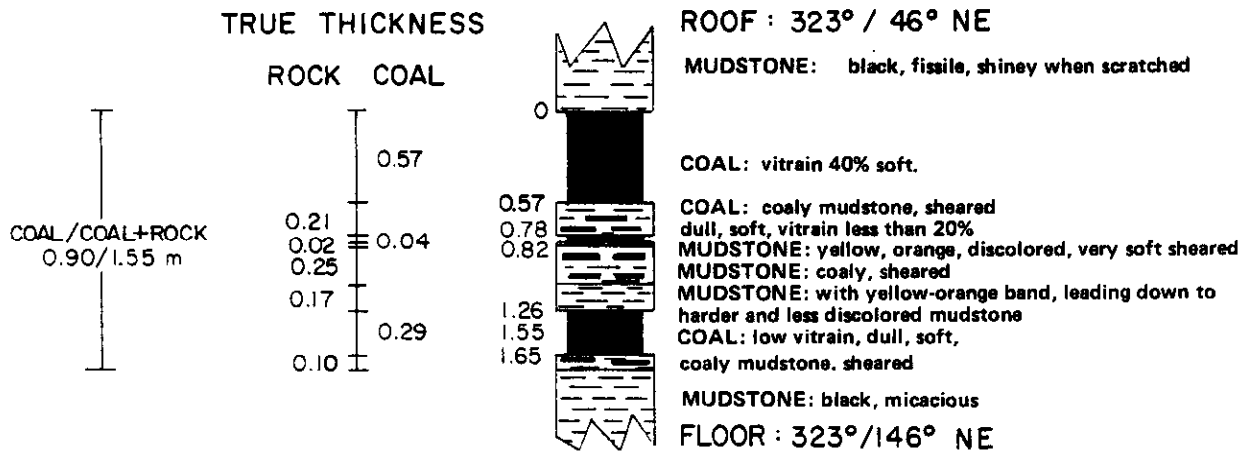 TRUE THICKNESS
ROCK COAL
ROOF : 323° / 46° NE
MUDSTONE: black, fissile, shiney when scratched
0
0.57
COAL: vitrain 40% soft.
0.57
COAL: coaly mudstone, sheared
0.21
0.78
dull, soft, vitrain less than 20%
COAL/COAL+ROCK
0.90/1.55 m
0.02
0.04
0.82
MUDSTONE: yellow, orange, discolored, very soft sheared
0.25
MUDSTONE: coaly, sheared
0.17
MUDSTONE: with yellow-orange band, leading down to
1.26
harder and less discolored mudstone
0.29
1.55
COAL: low vitrain, dull, soft,
0.10
1.65
coaly mudstone. sheared
MUDSTONE: black, micacious
FLOOR : 323°/146° NE